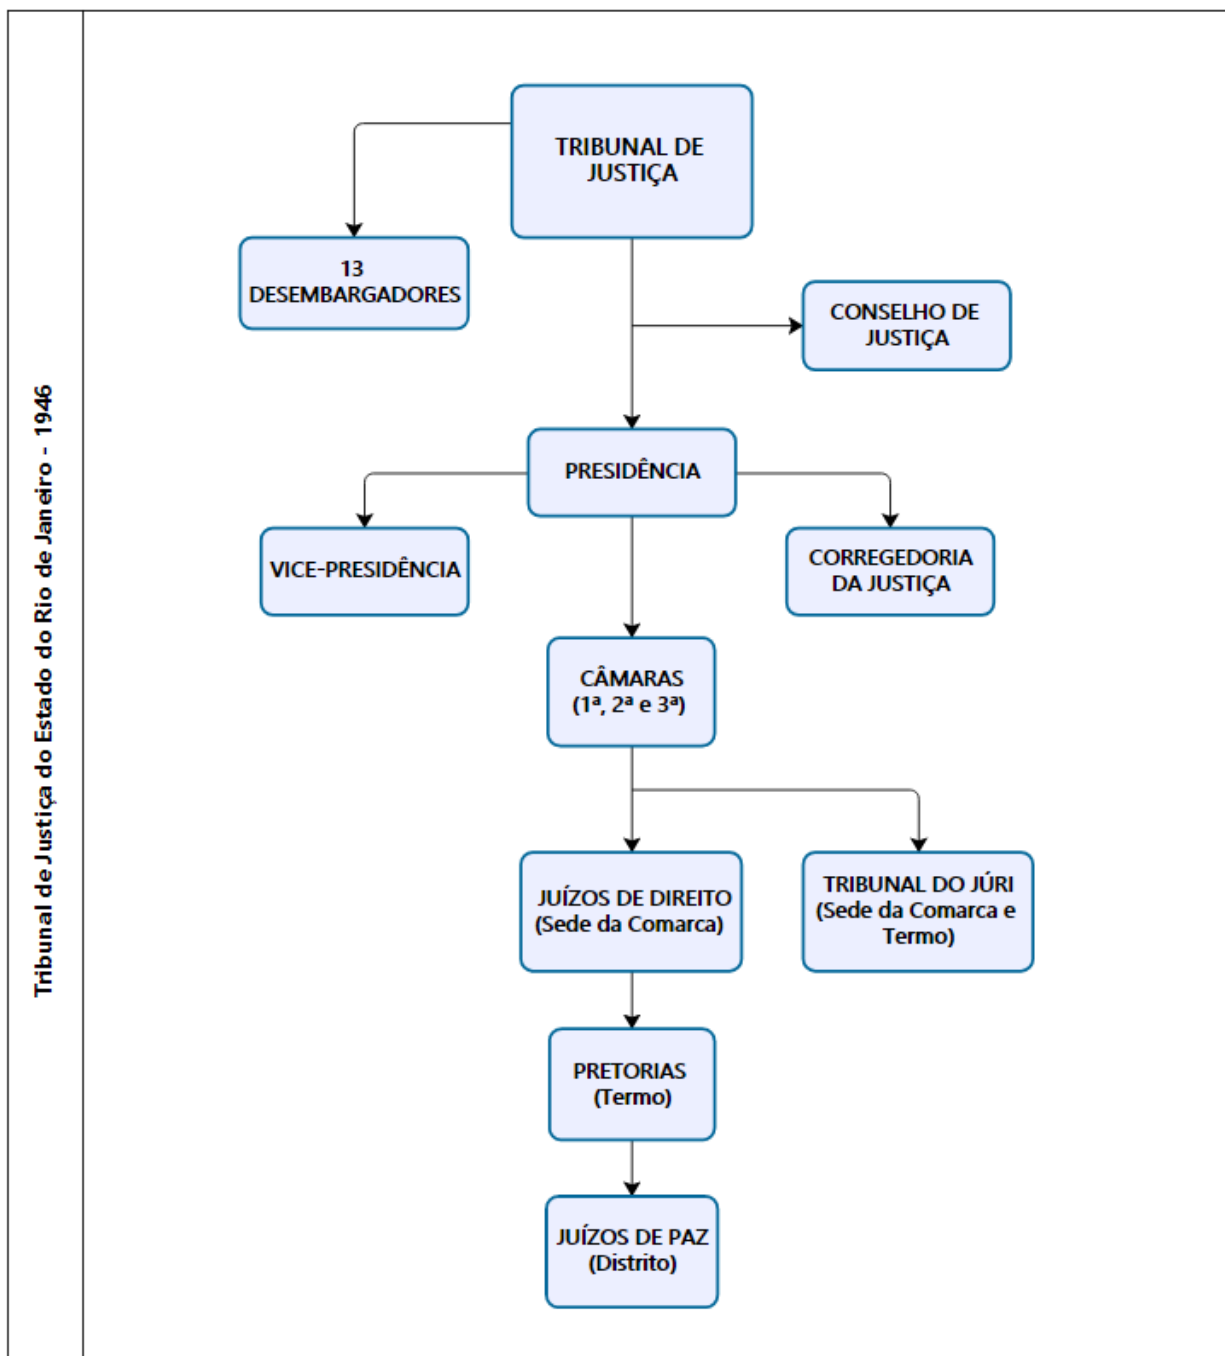 Tribunal de Justiça do Estado do Rio de Janeiro - 1946
TRIBUNAL DE
JUSTIÇA
13
DESEMBARGADORES
CONSELHO DE
JUSTIÇA
PRESIDÊNCIA
VICE-PRESIDÊNCIA
CORREGEDORIA
DA JUSTIÇA
CÂMARAS
(1ª, 2ª e 3ª)
JUÍZOS DE DIREITO
(Sede da Comarca)
TRIBUNAL DO JÚRI
(Sede da Comarca e
Termo)
PRETORIAS
(Termo)
JUÍZOS DE PAZ
(Distrito)